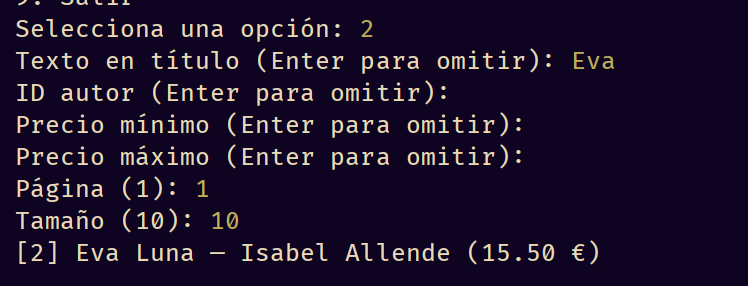 9. Salir
Selecciona una opción: 2
Texto en título (Enter para omitir): Eva
ID autor (Enter para omitir):
Precio mínimo (Enter para omitir):
Precio máximo (Enter para omitir):
Página (1): 1
Tamaño (10): 10
[2] Eva Luna — Isabel Allende (15.50 €)